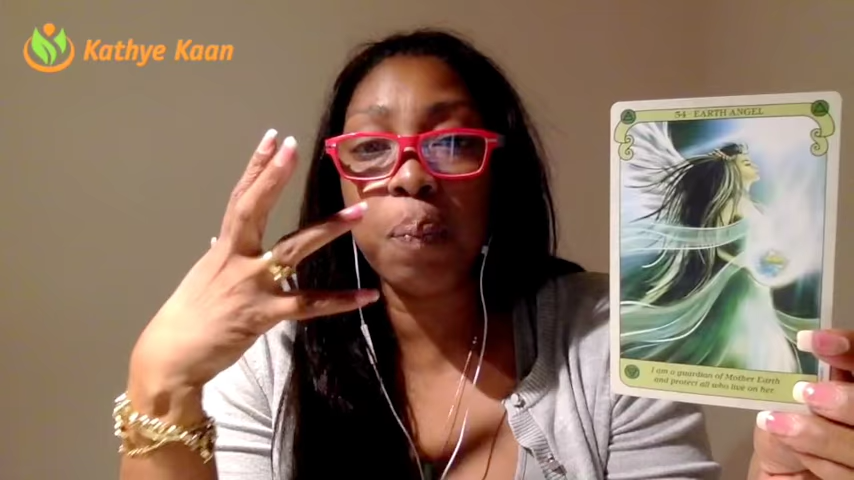 Kathye Kaan
54 · EARTH ANGEL
I am a guardian of Mother Earth
and protect all who live on her.